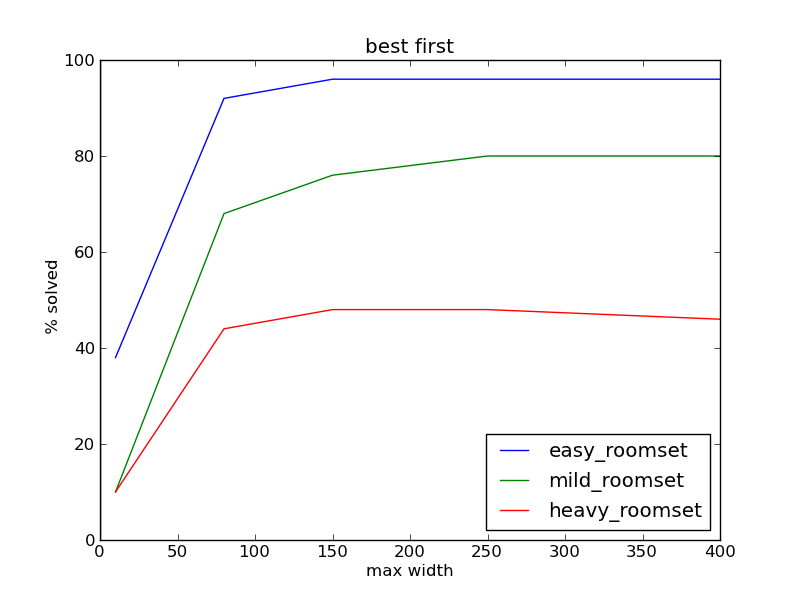 best first
100
80
60
40
20
0
% solved
0 50 100 150 200 250 300 350 400
max width
easy_roomset
mild_roomset
heavy_roomset